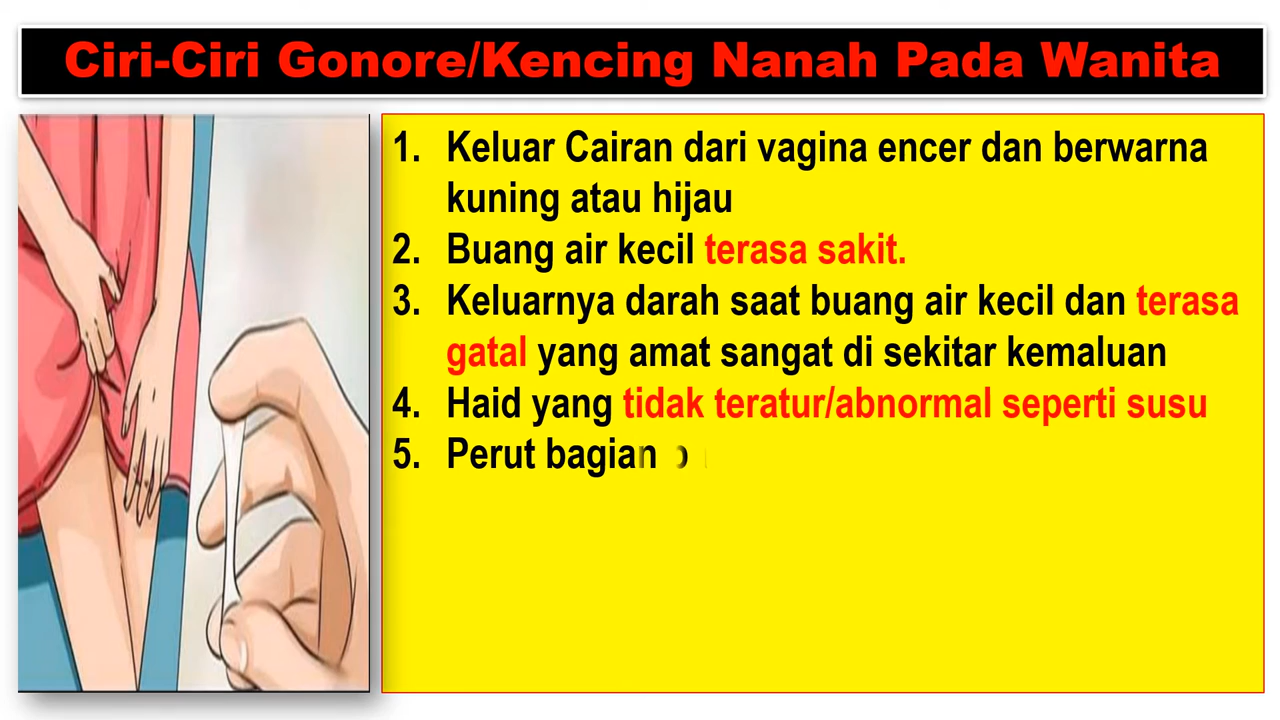 Ciri-Ciri Gonore/Kencing Nanah Pada Wanita
1. Keluar Cairan dari vagina encer dan berwarna
kuning atau hijau
2. Buang air kecil terasa sakit.
3. Keluarnya darah saat buang air kecil dan terasa
gatal yang amat sangat di sekitar kemaluan
4. Haid yang tidak teratur/abnormal seperti susu
5. Perut bagian